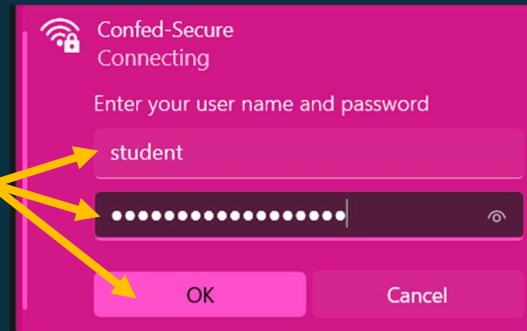 Confed-Secure
Connecting
Enter your user name and password
student
••••••••••••••••••
OK
Cancel